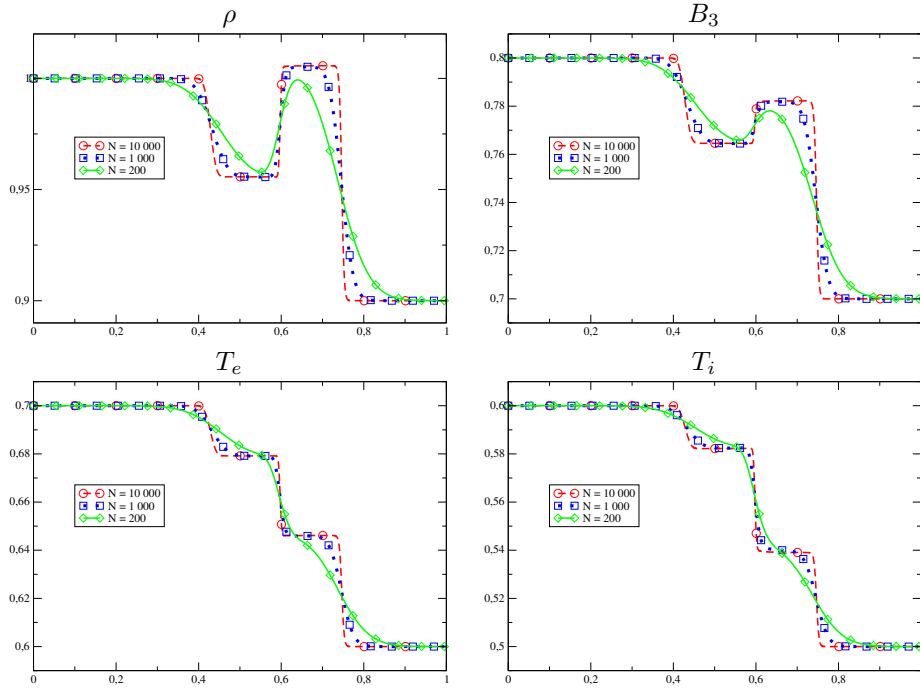 ρ
1
0,95
0,9
N = 10 000
N = 1 000
N = 200
0 0,2 0,4 0,6 0,8 1
B₃
0,8
0,78
0,76
0,74
0,72
0,7
N = 10 000
N = 1 000
N = 200
0 0,2 0,4 0,6 0,8
Tₑ
0,7
0,68
0,66
0,64
0,62
0,6
N = 10 000
N = 1 000
N = 200
0 0,2 0,4 0,6 0,8 1
Tᵢ
0,6
0,58
0,56
0,54
0,52
0,5
N = 10 000
N = 1 000
N = 200
0 0,2 0,4 0,6 0,8